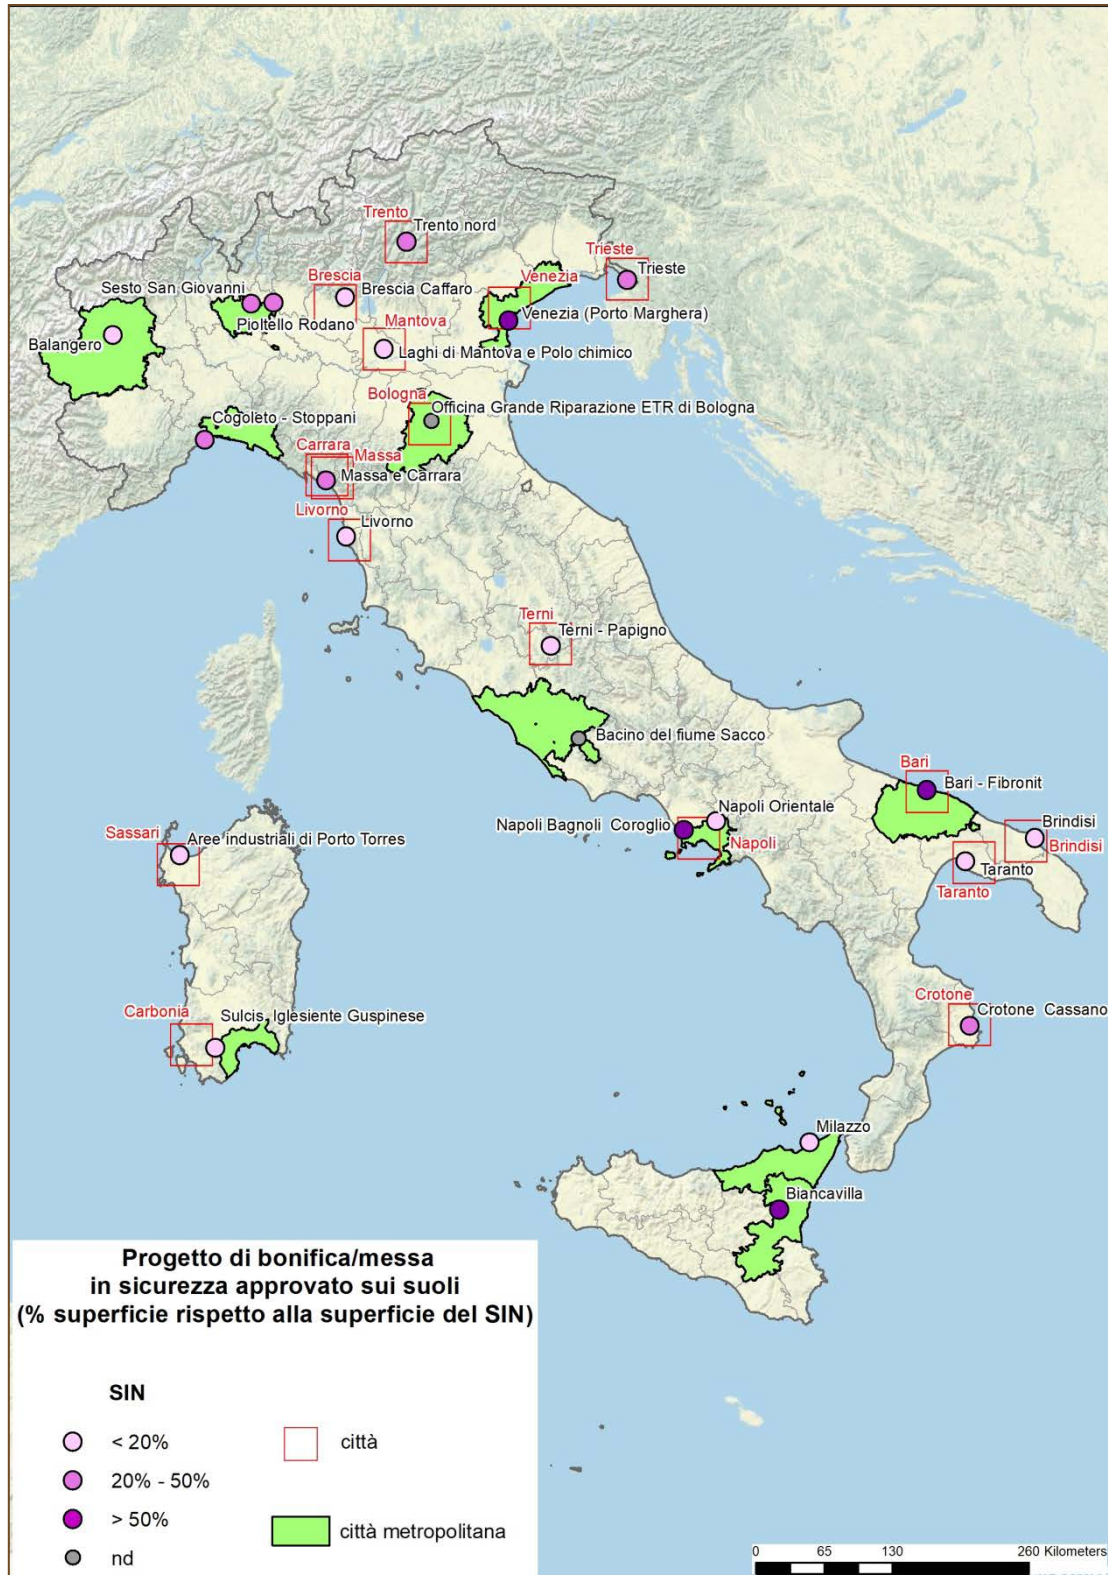 Trento
Trento nord
Trieste
Trieste
Brescia
Sesto San Giovanni
Brescia Caffaro
Venezia
Venezia (Porto Marghera)
Pioltello Rodano
Mantova
Balangero
Laghi di Mantova e Polo chimico
Bologna
Officina Grande Riparazione ETR di Bologna
Cogoleto - Stoppani
Carrara
Massa
Massa e Carrara
Livorno
Livorno
Terni
Terni - Papigno
Bacino del fiume Sacco
Bari
Bari - Fibronit
Napoli Orientale
Napoli Bagnoli Coroglio
Napoli
Brindisi
Brindisi
Sassari
Aree industriali di Porto Torres
Taranto
Taranto
Carbonia
Sulcis Iglesiente Guspinese
Crotone
Crotone Cassano
Milazzo
Biancavilla
Progetto di bonifica/messa
in sicurezza approvato sui suoli
(% superficie rispetto alla superficie del SIN)
SIN
< 20%
città
20% - 50%
> 50%
città metropolitana
nd
0 65 130 260 Kilometers